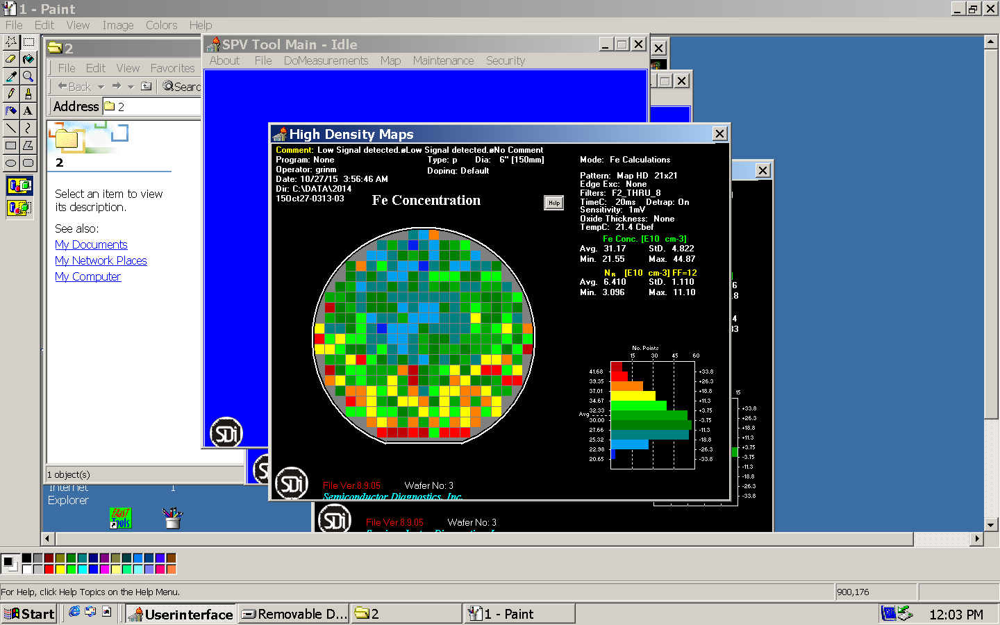 1 - Paint
File Edit View Image Colors Help
2
File Edit View Favorites
Back
Address 2
2
Select an item to view
its description.
See also:
My Documents
My Network Places
My Computer
1 object(s)
Internet
Explorer
1
FAaST
Tools
SPV Tool Main - Idle
About File DoMeasurements Map Maintenance Security
SDi
High Density Maps
Comment: Low Signal detected.øLow Signal detected.øNo Comment
Program: None Type: p Dia: 6" [150mm]
Operator: grinm Doping: Default
Date: 10/27/15 3:56:46 AM
Dir: C:\DATA\2014
15Oct27-0313-03
Fe Concentration
Help
Mode: Fe Calculations
Pattern: Map HD 21x21
Edge Exc: None
Filters: F2_THRU_8
TimeC: 20ms Detrap: On
Sensitivity: 1mV
Oxide Thickness: None
TempC: 21.4 Cbef
Fe Conc. [E10 cm-3]
Avg. 31.17 StD. 4.822
Min. 21.55 Max. 44.87
NR [E10 cm-3] FF=12
Avg. 6.410 StD. 1.110
Min. 3.096 Max. 11.10
No. Points
15 30 45 60
41.68 +33.8
39.35 +26.3
37.01 +18.8
34.67 +11.3
32.33 +3.75
Avg
30.00 -3.75
27.66 -11.3
25.32 -18.8
22.98 -26.3
20.65 -33.8
SDi
File Ver.8.9.05 Wafer No: 3
Semiconductor Diagnostics, Inc.
15
+33.8
+26.3
+18.8
+11.3
+3.75
-3.75
-11.3
-18.8
-26.3
-33.8
SDi
File Ver.8.9.05 Wafer No: 3
For Help, click Help Topics on the Help Menu.
900,176
Start Userinterface Removable D... 2 1 - Paint 12:03 PM